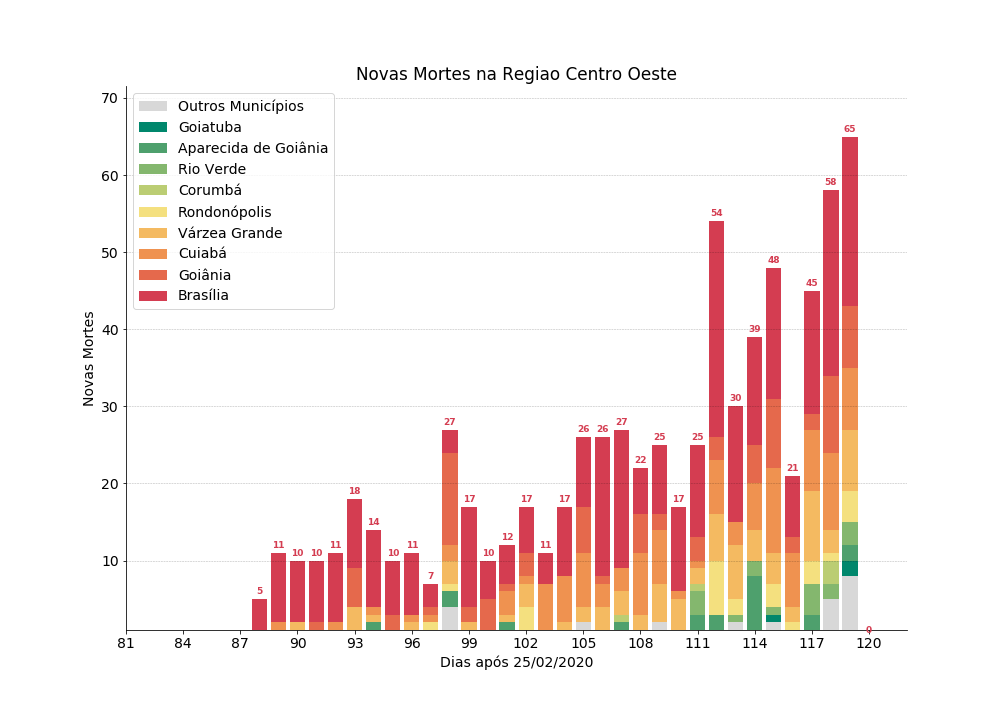 Novas Mortes na Regiao Centro Oeste
70
60
50
40
30
20
10
Novas Mortes
Outros Municípios
Goiatuba
Aparecida de Goiânia
Rio Verde
Corumbá
Rondonópolis
Várzea Grande
Cuiabá
Goiânia
Brasília
5 11 10 10 11 18 14 10 11 7 27 17 10 12 17 11 17 26 26 27 22 25 17 25 54 30 39 48 21 45 58 65 0
81 84 87 90 93 96 99 102 105 108 111 114 117 120
Dias após 25/02/2020